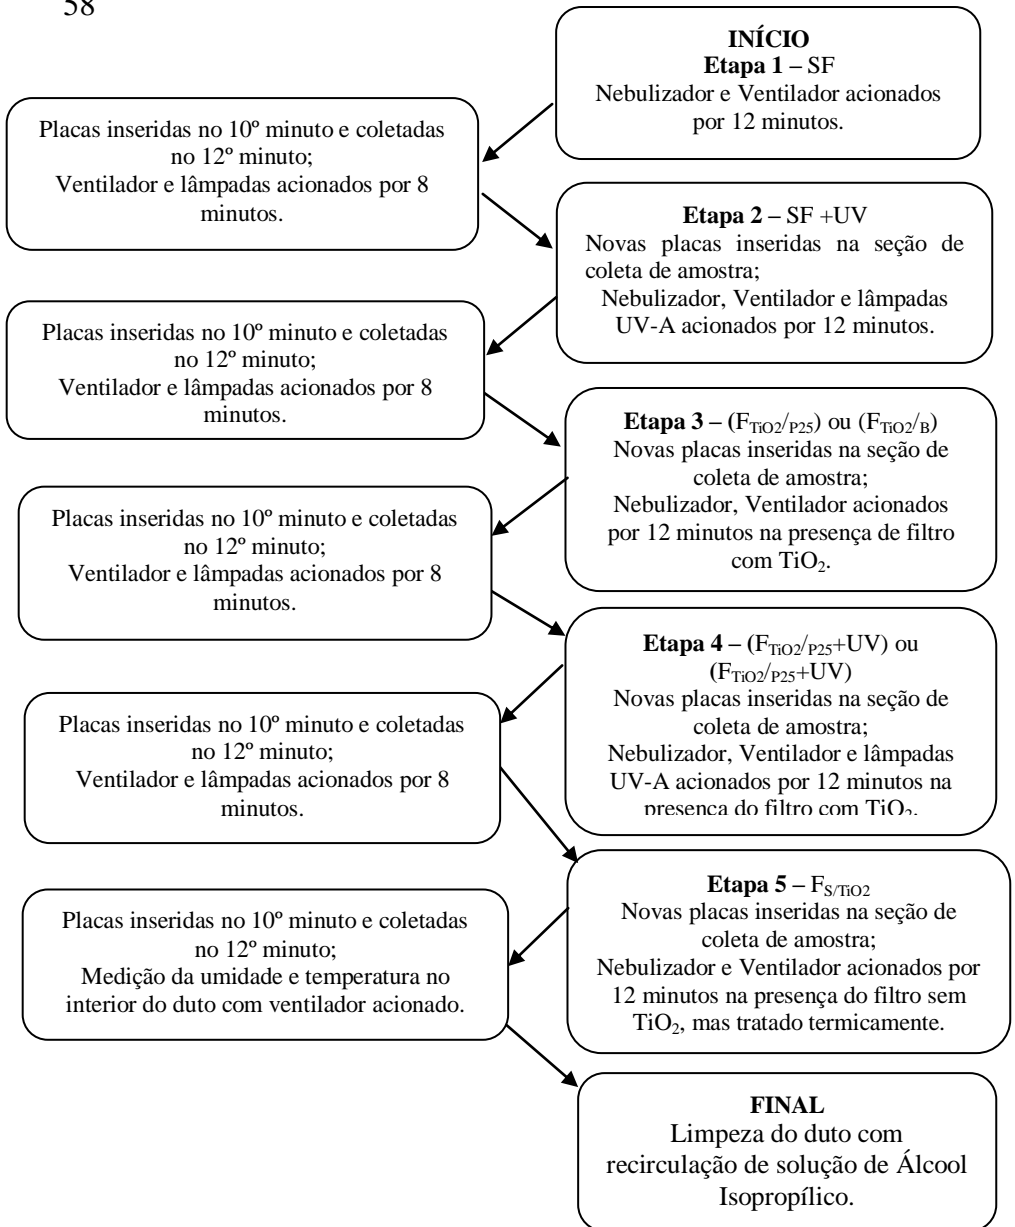 58
INÍCIO
Etapa 1 – SF
Nebulizador e Ventilador acionados
por 12 minutos.
Placas inseridas no 10º minuto e coletadas
no 12º minuto;
Ventilador e lâmpadas acionados por 8
minutos.
Etapa 2 – SF +UV
Novas placas inseridas na seção de
coleta de amostra;
Nebulizador, Ventilador e lâmpadas
UV-A acionados por 12 minutos.
Placas inseridas no 10º minuto e coletadas
no 12º minuto;
Ventilador e lâmpadas acionados por 8
minutos.
Etapa 3 – (FTiO2/P25) ou (FTiO2/B)
Novas placas inseridas na seção de
coleta de amostra;
Nebulizador, Ventilador acionados
por 12 minutos na presença de filtro
com TiO2.
Placas inseridas no 10º minuto e coletadas
no 12º minuto;
Ventilador e lâmpadas acionados por 8
minutos.
Etapa 4 – (FTiO2/P25+UV) ou
(FTiO2/P25+UV)
Novas placas inseridas na seção de
coleta de amostra;
Nebulizador, Ventilador e lâmpadas
UV-A acionados por 12 minutos na
presença do filtro com TiO2.
Placas inseridas no 10º minuto e coletadas
no 12º minuto;
Ventilador e lâmpadas acionados por 8
minutos.
Etapa 5 – FS/TiO2
Novas placas inseridas na seção de
coleta de amostra;
Nebulizador e Ventilador acionados por
12 minutos na presença do filtro sem
TiO2, mas tratado termicamente.
Placas inseridas no 10º minuto e coletadas
no 12º minuto;
Medição da umidade e temperatura no
interior do duto com ventilador acionado.
FINAL
Limpeza do duto com
recirculação de solução de Álcool
Isopropílico.